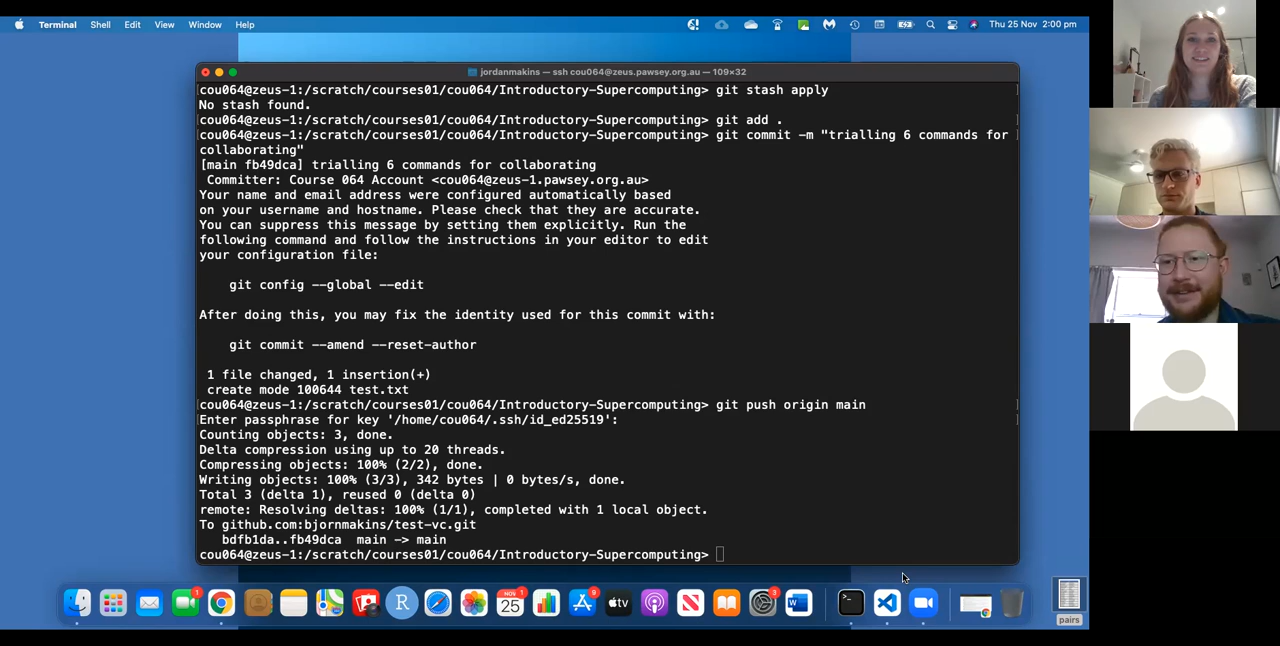 Terminal Shell Edit View Window Help Thu 25 Nov 2:00 pm
jordanmakins — ssh cou064@zeus.pawsey.org.au — 109×32
[cou064@zeus-1:/scratch/courses01/cou064/Introductory-Supercomputing> git stash apply ]
No stash found.
[cou064@zeus-1:/scratch/courses01/cou064/Introductory-Supercomputing> git add . ]
[cou064@zeus-1:/scratch/courses01/cou064/Introductory-Supercomputing> git commit -m "trialling 6 commands for ]
collaborating"
[main fb49dca] trialling 6 commands for collaborating
Committer: Course 064 Account <cou064@zeus-1.pawsey.org.au>
Your name and email address were configured automatically based
on your username and hostname. Please check that they are accurate.
You can suppress this message by setting them explicitly. Run the
following command and follow the instructions in your editor to edit
your configuration file:
git config --global --edit
After doing this, you may fix the identity used for this commit with:
git commit --amend --reset-author
1 file changed, 1 insertion(+)
create mode 100644 test.txt
[cou064@zeus-1:/scratch/courses01/cou064/Introductory-Supercomputing> git push origin main ]
[Enter passphrase for key '/home/cou064/.ssh/id_ed25519': ]
Counting objects: 3, done.
Delta compression using up to 20 threads.
Compressing objects: 100% (2/2), done.
Writing objects: 100% (3/3), 342 bytes | 0 bytes/s, done.
Total 3 (delta 1), reused 0 (delta 0)
remote: Resolving deltas: 100% (1/1), completed with 1 local object.
To github.com:bjornmakins/test-vc.git
bdfb1da..fb49dca main -> main
cou064@zeus-1:/scratch/courses01/cou064/Introductory-Supercomputing>
1 R NOV 25 1 9 tv 3 W
pairs